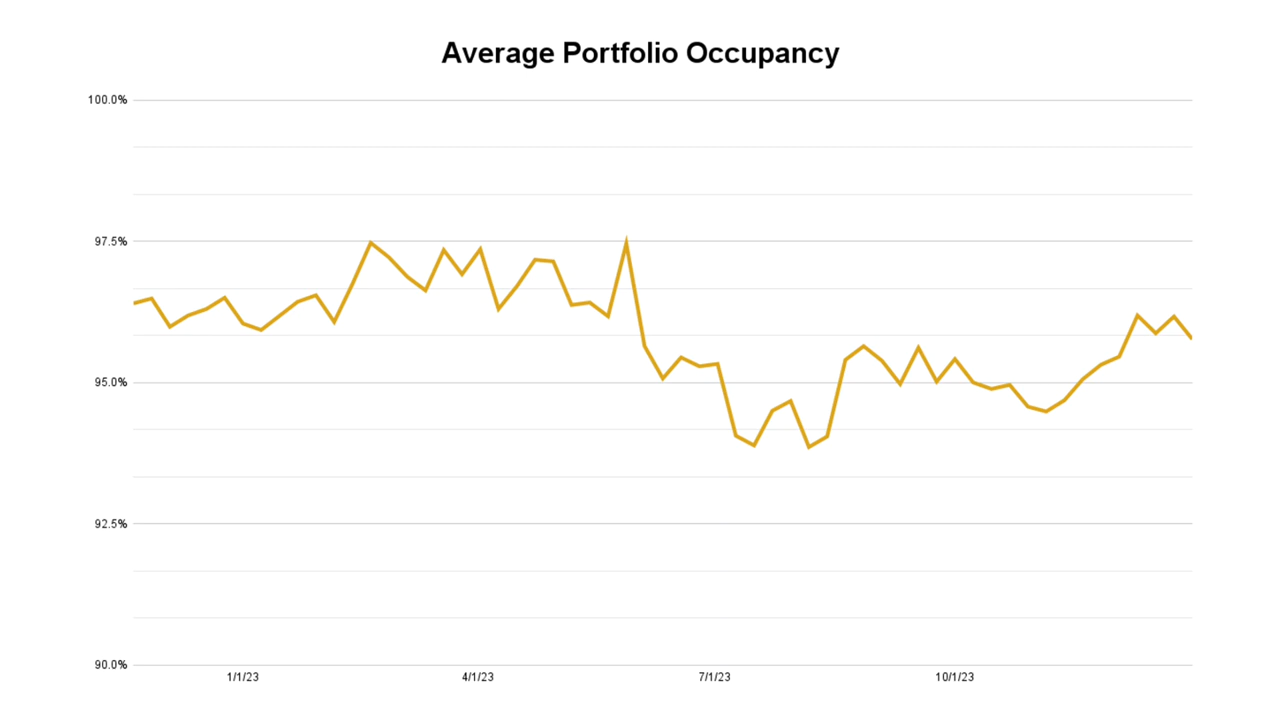 Average Portfolio Occupancy
100.0%
97.5%
95.0%
92.5%
90.0%
1/1/23 4/1/23 7/1/23 10/1/23